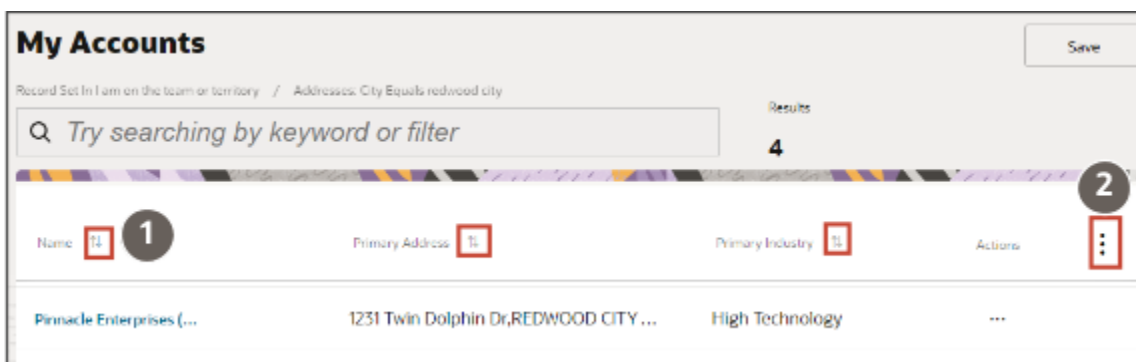 My Accounts
Save
Record Set In I am on the team or territory / Addresses: City Equals redwood city
Results
Try searching by keyword or filter
4
2
Name 1 Primary Address Primary Industry Actions
Pinnacle Enterprises (... 1231 Twin Dolphin Dr,REDWOOD CITY ... High Technology ...